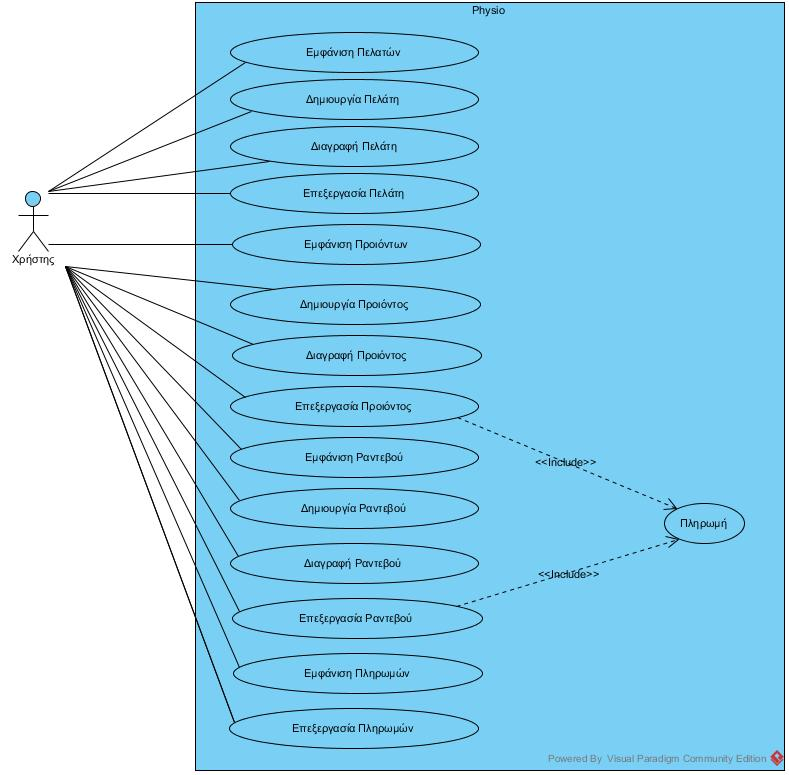 Physio
Εμφάνιση Πελατών
Δημιουργία Πελάτη
Διαγραφή Πελάτη
Επεξεργασία Πελάτη
Χρήστης
Εμφάνιση Προιόντων
Δημιουργία Προιόντος
Διαγραφή Προιόντος
Επεξεργασία Προιόντος
Εμφάνιση Ραντεβού
<<Include>>
Δημιουργία Ραντεβού
Πληρωμή
Διαγραφή Ραντεβού
<<Include>>
Επεξεργασία Ραντεβού
Εμφάνιση Πληρωμών
Επεξεργασία Πληρωμών
Powered By Visual Paradigm Community Edition